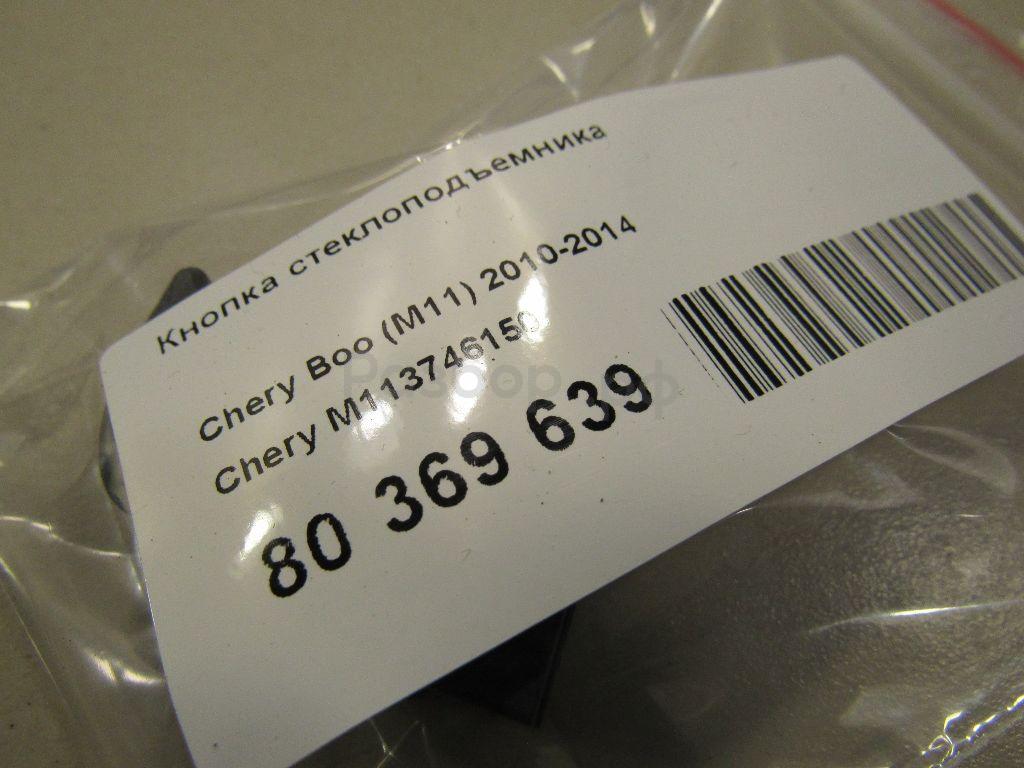 Кнопка стеклоподъемника
Chery Boo (M11) 2010-2014
Chery M113746150
80 369 639